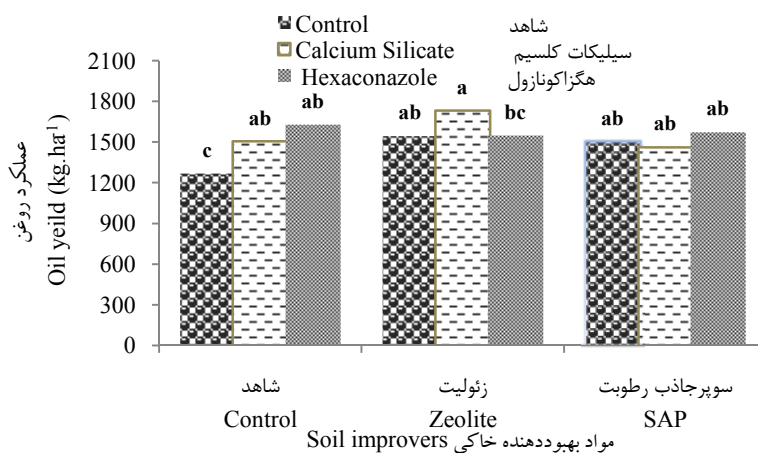 Control شاهد
Calcium Silicate سیلیکات کلسیم
Hexaconazole هگزاکونازول
2100
1800
1500
1200
900
600
300
0
عملکرد روغن
Oil yeild (kg.ha-1)
c ab ab ab a bc ab ab ab
شاهد زئولیت سوپرجاذب رطوبت
Control Zeolite SAP
Soil improvers مواد بهبوددهنده خاکی